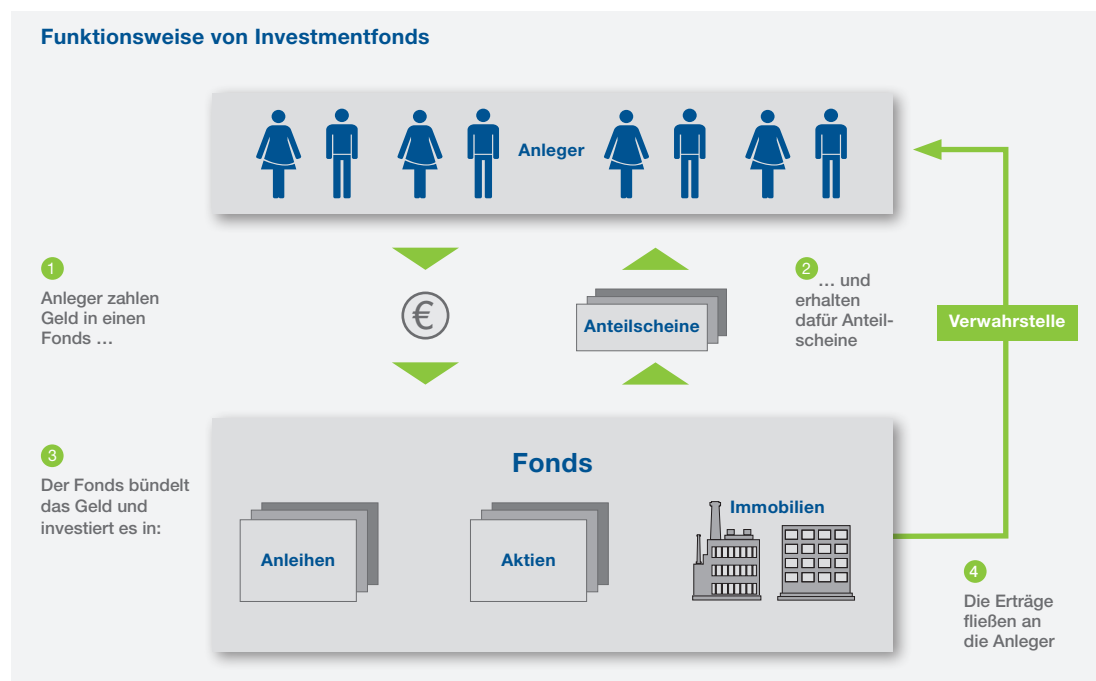 Funktionsweise von Investmentfonds
Anleger
1
Anleger zahlen
Geld in einen
Fonds …
€
Anteilscheine
2
… und
erhalten
dafür Anteil-
scheine
Verwahrstelle
3
Der Fonds bündelt
das Geld und
investiert es in:
Fonds
Anleihen
Aktien
Immobilien
4
Die Erträge
fließen an
die Anleger